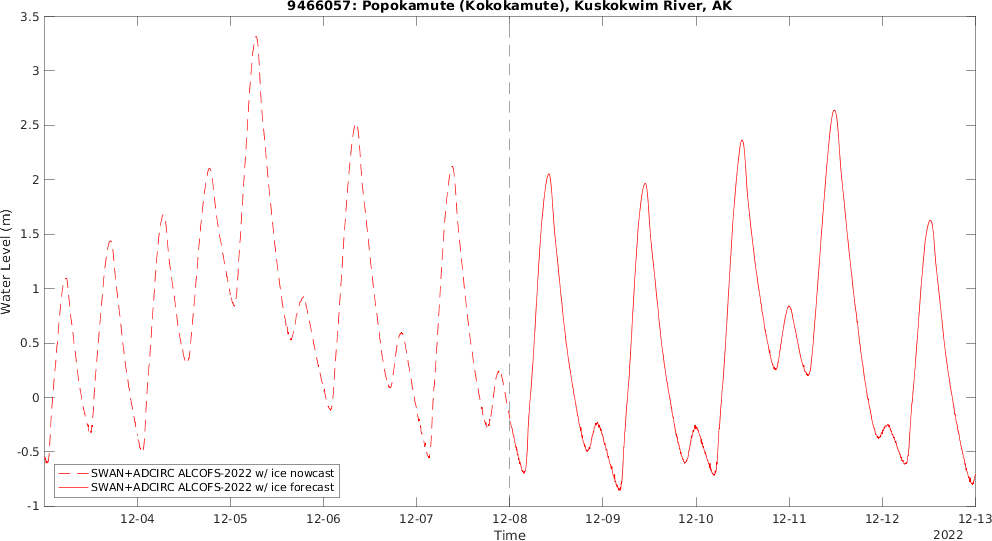 9466057: Popokamute (Kokokamute), Kuskokwim River, AK
3.5
3
2.5
2
1.5
1
0.5
0
-0.5
-1
Water Level (m)
SWAN+ADCIRC ALCOFS-2022 w/ ice nowcast
SWAN+ADCIRC ALCOFS-2022 w/ ice forecast
12-04 12-05 12-06 12-07 12-08 12-09 12-10 12-11 12-12 12-13
Time
2022